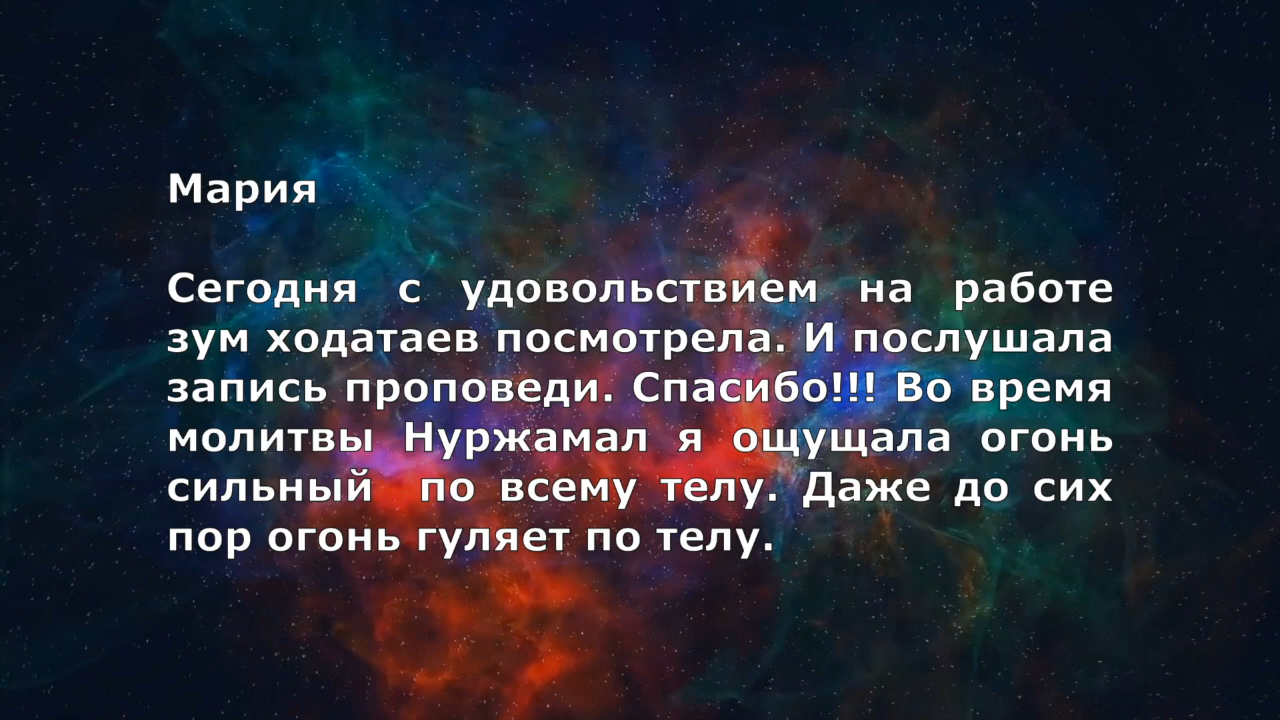 Мария
Сегодня с удовольствием на работе
зум ходатаев посмотрела. И послушала
запись проповеди. Спасибо!!! Во время
молитвы Нуржамал я ощущала огонь
сильный по всему телу. Даже до сих
пор огонь гуляет по телу.